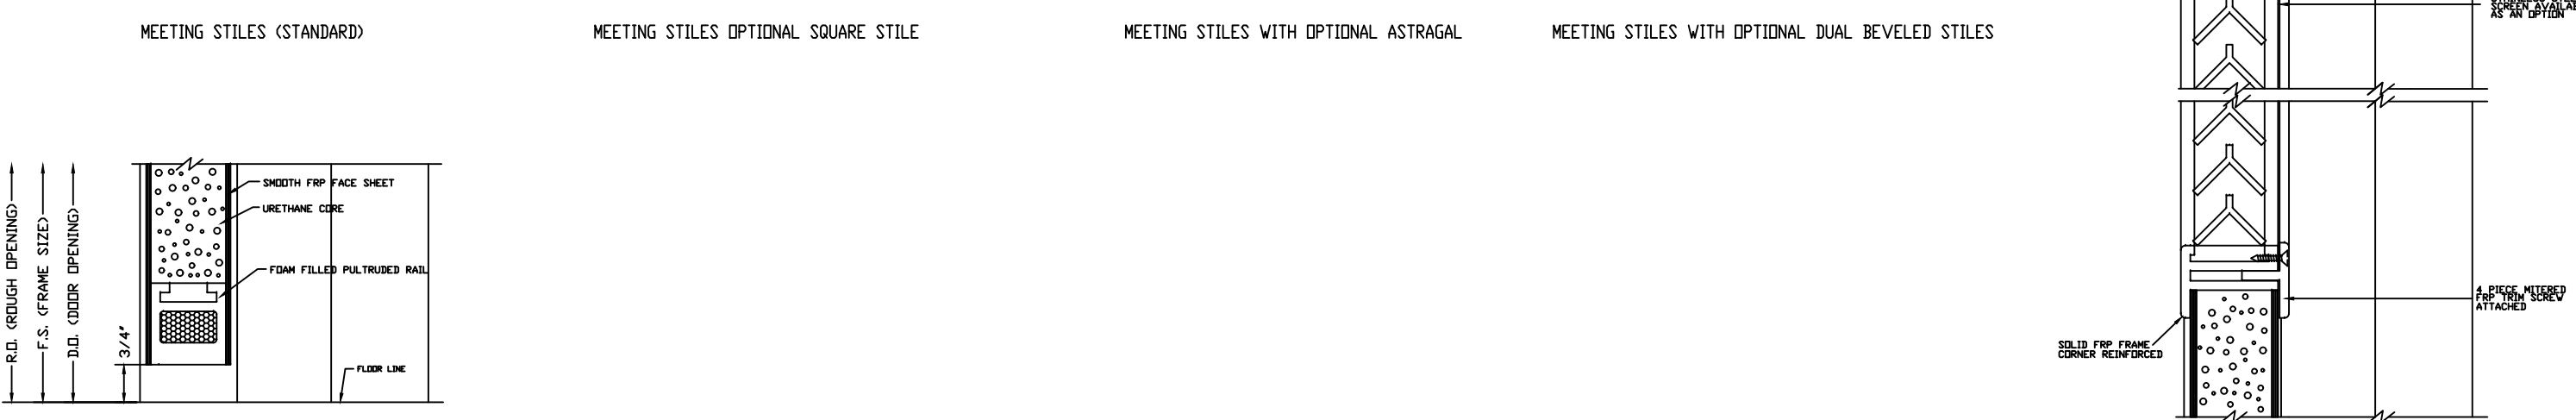 MEETING STILES (STANDARD)
MEETING STILES OPTIONAL SQUARE STILE
MEETING STILES WITH OPTIONAL ASTRAGAL
MEETING STILES WITH OPTIONAL DUAL BEVELED STILES
SCREEN AVAILA
AS AN OPTION
R.O. (ROUGH OPENING)
F.S. (FRAME SIZE)
D.O. (DOOR OPENING)
3/4"
SMOOTH FRP FACE SHEET
URETHANE CORE
FOAM FILLED PULTRUDED RAIL
FLOOR LINE
4 PIECE MITERED
FRP TRIM SCREW
ATTACHED
SOLID FRP FRAME
CORNER REINFORCED